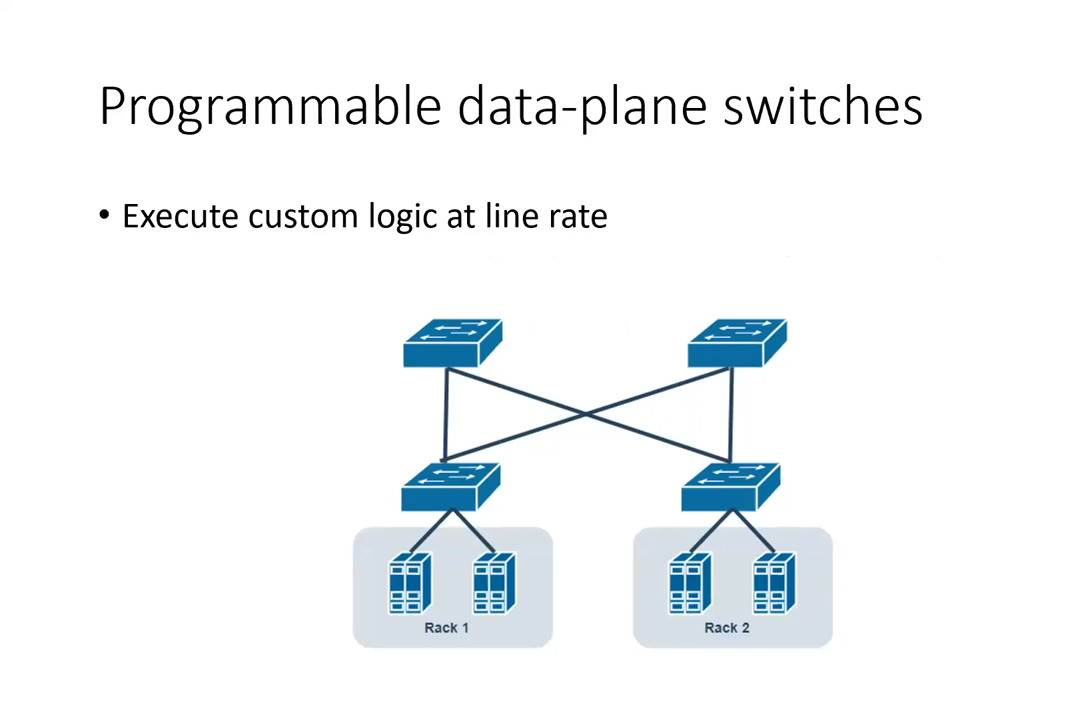 Programmable data-plane switches
• Execute custom logic at line rate
Rack 1
Rack 2